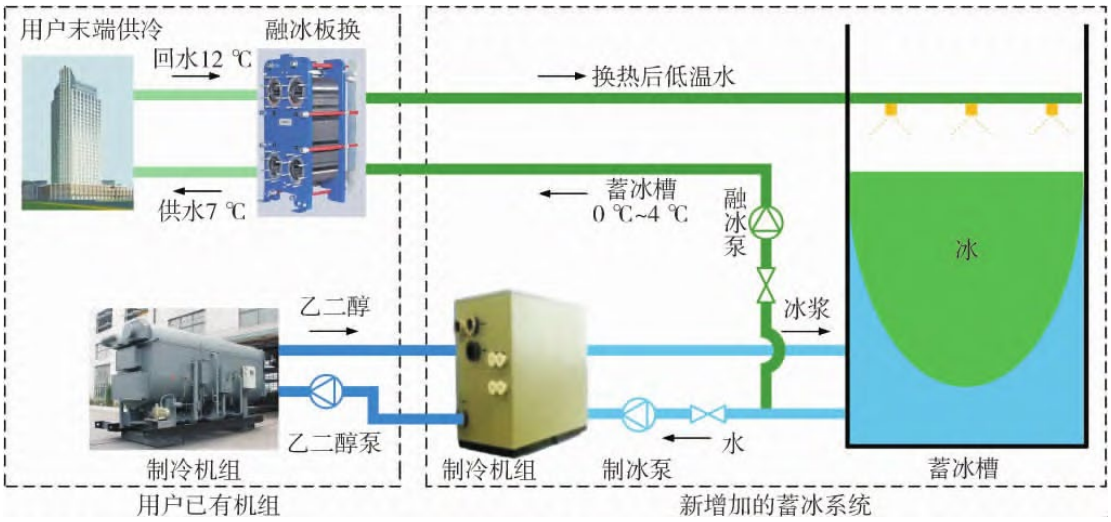 用户末端供冷
融冰板换
回水12 ℃
换热后低温水
供水7 ℃
蓄冰槽
0 ℃~4 ℃
融冰泵
冰
乙二醇
冰浆
乙二醇泵
水
制冷机组
制冷机组
制冰泵
蓄冰槽
用户已有机组
新增加的蓄冰系统